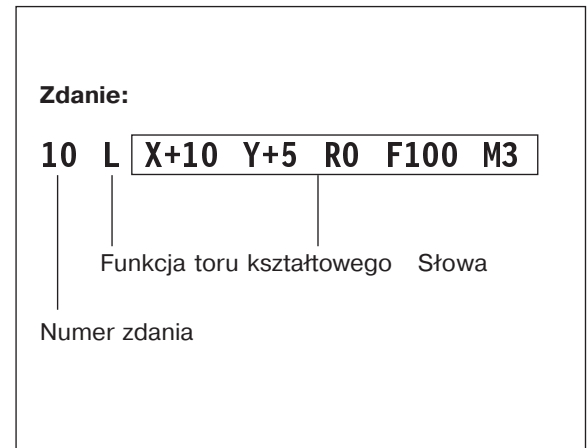 Zdanie:
10 L X+10 Y+5 R0 F100 M3
Funkcja toru kształtowego Słowa
Numer zdania